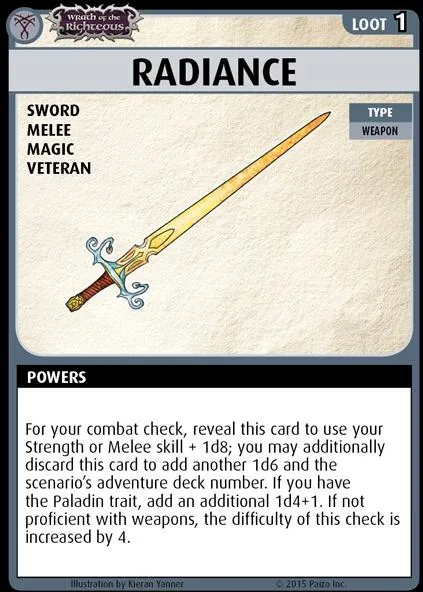 Wrath of the
Righteous
LOOT 1
RADIANCE
SWORD
MELEE
MAGIC
VETERAN
TYPE
WEAPON
POWERS
For your combat check, reveal this card to use your
Strength or Melee skill + 1d8; you may additionally
discard this card to add another 1d6 and the
scenario's adventure deck number. If you have
the Paladin trait, add an additional 1d4+1. If not
proficient with weapons, the difficulty of this check is
increased by 4.
Illustration by Kieran Yanner
© 2015 Paizo Inc.